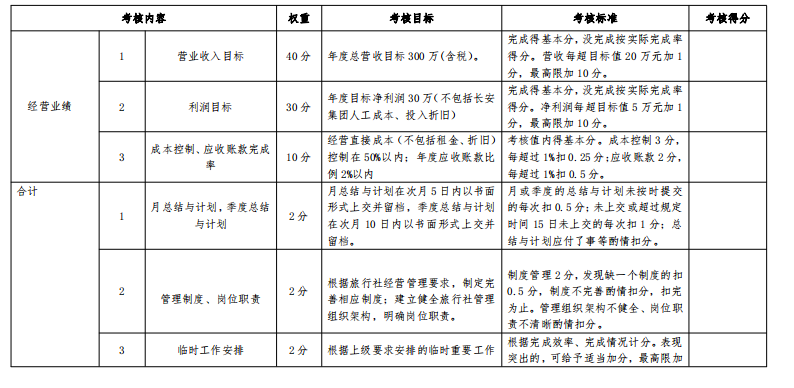 考核内容 权重 考核目标 考核标准 考核得分
经营业绩
1 营业收入目标 40分 年度总营收目标300万(含税)。
完成得基本分，没完成按实际完成率
得分。营收每超目标值20万元加1
分，最高限加10分。
2 利润目标 30分
年度目标净利润30万（不包括长安
集团人工成本、投入折旧）
完成得基本分，没完成按实际完成率
得分。净利润每超目标值5万元加1
分，最高限加10分。
3
成本控制、应收账款完成
率
10分
经营直接成本（不包括租金、折旧）
控制在50%以内；年度应收账款比
例2%以内
考核值内得基本分。成本控制3分，
每超过1%扣0.25分；应收账款2分，
每超过1%扣0.5分。
合计
1
月总结与计划，季度总结
与计划
2分
月总结与计划在次月5日内以书面
形式上交并留档，季度总结与计划
在次月10日内以书面形式上交并
留档。
月或季度的总结与计划未按时提交
的每次扣0.5分；未上交或超过规定
时间15日未上交的每次扣1分；总
结与计划应付了事等酌情扣分。
2 管理制度、岗位职责 2分
根据旅行社经营管理要求，制定完
善相应制度；建立健全旅行社管理
组织架构，明确岗位职责。
制度管理2分，发现缺一个制度的扣
0.5分，制度不完善酌情扣分，扣完
为止。管理组织架构不健全、岗位职
责不清晰酌情扣分。
3 临时工作安排 2分 根据上级要求安排的临时重要工作
根据完成效率、完成情况计分。表现
突出的，可给予适当加分，最高限加